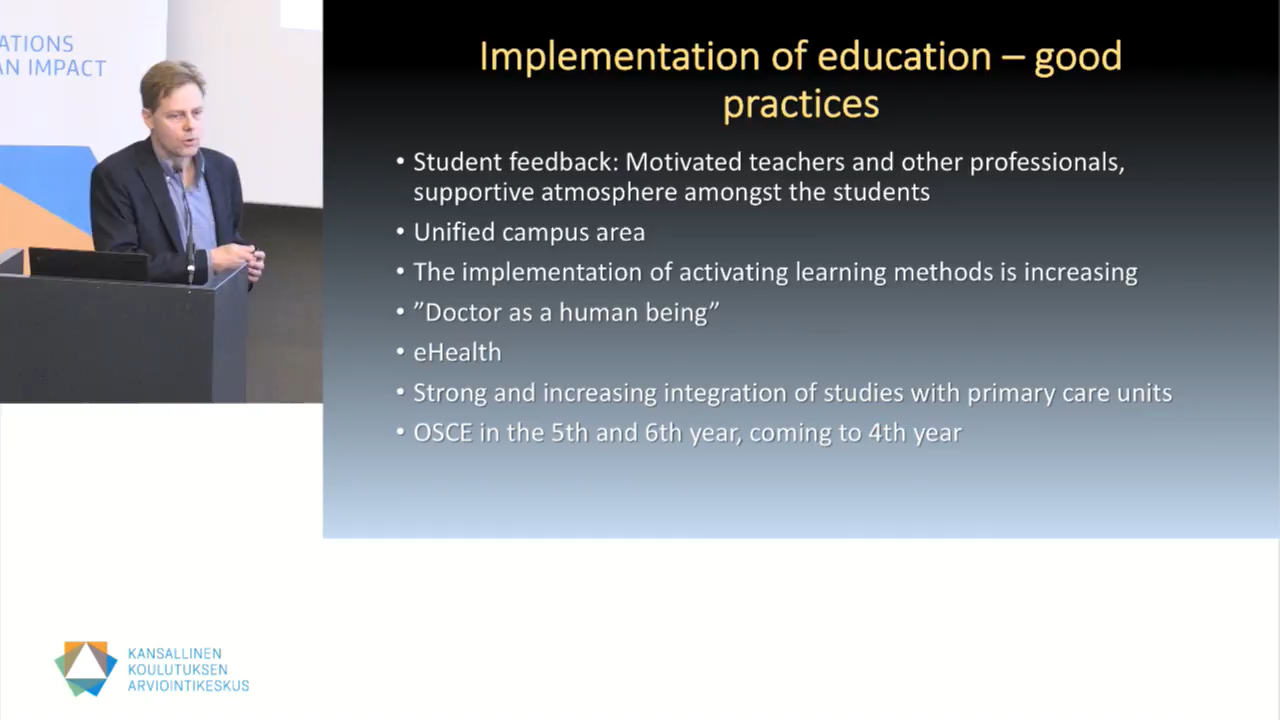 ATIONS
AN IMPACT
Implementation of education – good
practices
• Student feedback: Motivated teachers and other professionals,
supportive atmosphere amongst the students
• Unified campus area
• The implementation of activating learning methods is increasing
• ”Doctor as a human being”
• eHealth
• Strong and increasing integration of studies with primary care units
• OSCE in the 5th and 6th year, coming to 4th year
KANSALLINEN
KOULUTUKSEN
ARVIOINTIKESKUS